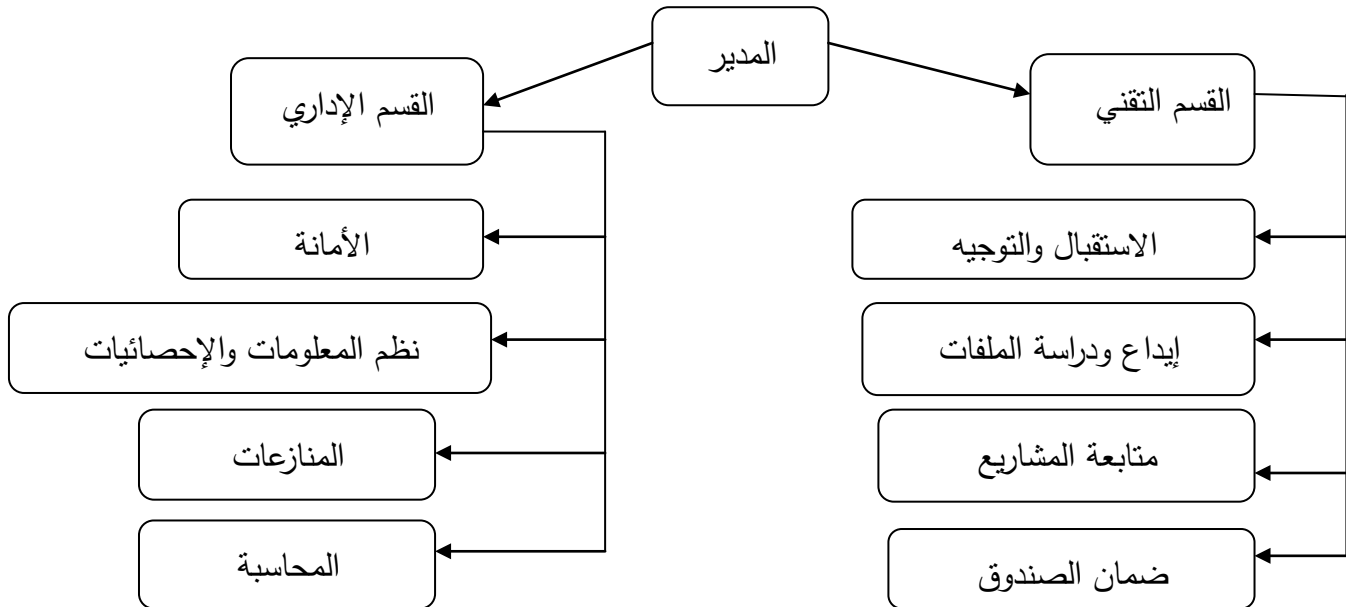 المدير
القسم التقني
القسم الإداري
الاستقبال والتوجيه
الأمانة
إيداع ودراسة الملفات
نظم المعلومات والإحصائيات
متابعة المشاريع
المنازعات
ضمان الصندوق
المحاسبة